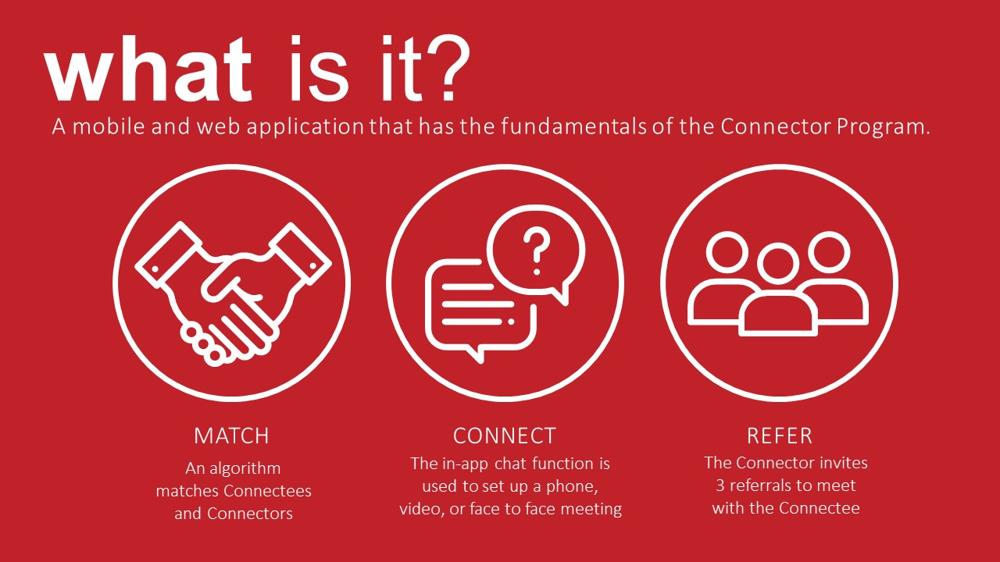 what is it?
A mobile and web application that has the fundamentals of the Connector Program.
?
MATCH
An algorithm
matches Connectees
and Connectors
CONNECT
The in-app chat function is
used to set up a phone,
video, or face to face meeting
REFER
The Connector invites
3 referrals to meet
with the Connectee